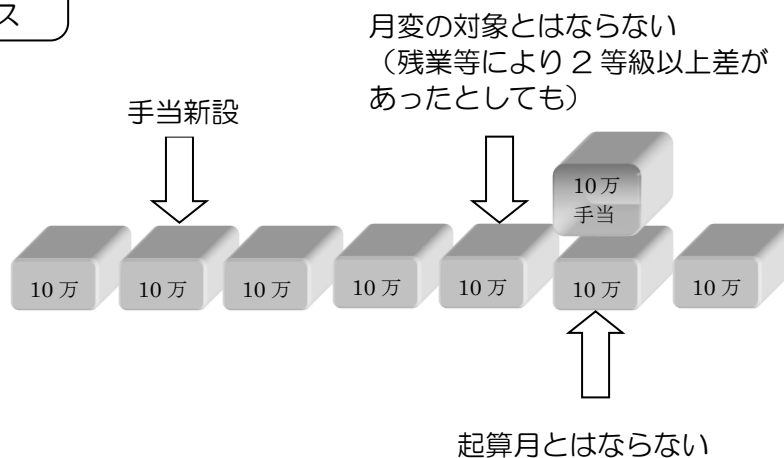 ス
月変の対象とはならない
（残業等により２等級以上差が
あったとしても）
手当新設
10万
手当
10万
10万
10万
10万
10万
10万
10万
起算月とはならない